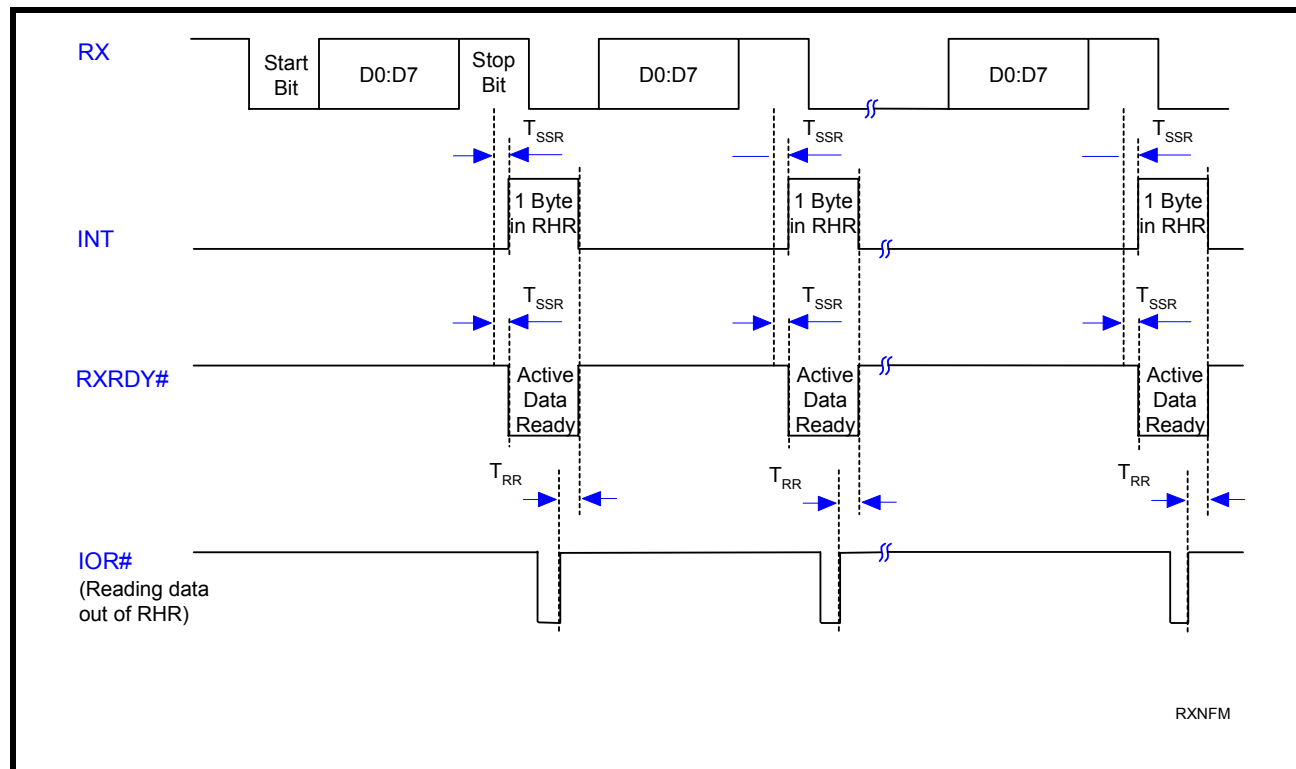 RX
Start
Bit
D0:D7
Stop
Bit
D0:D7
D0:D7
TSSR
TSSR
TSSR
1 Byte
in RHR
1 Byte
in RHR
1 Byte
in RHR
INT
TSSR
TSSR
TSSR
RXRDY#
Active
Data
Ready
Active
Data
Ready
Active
Data
Ready
TRR
TRR
TRR
IOR#
(Reading data
out of RHR)
RXNFM